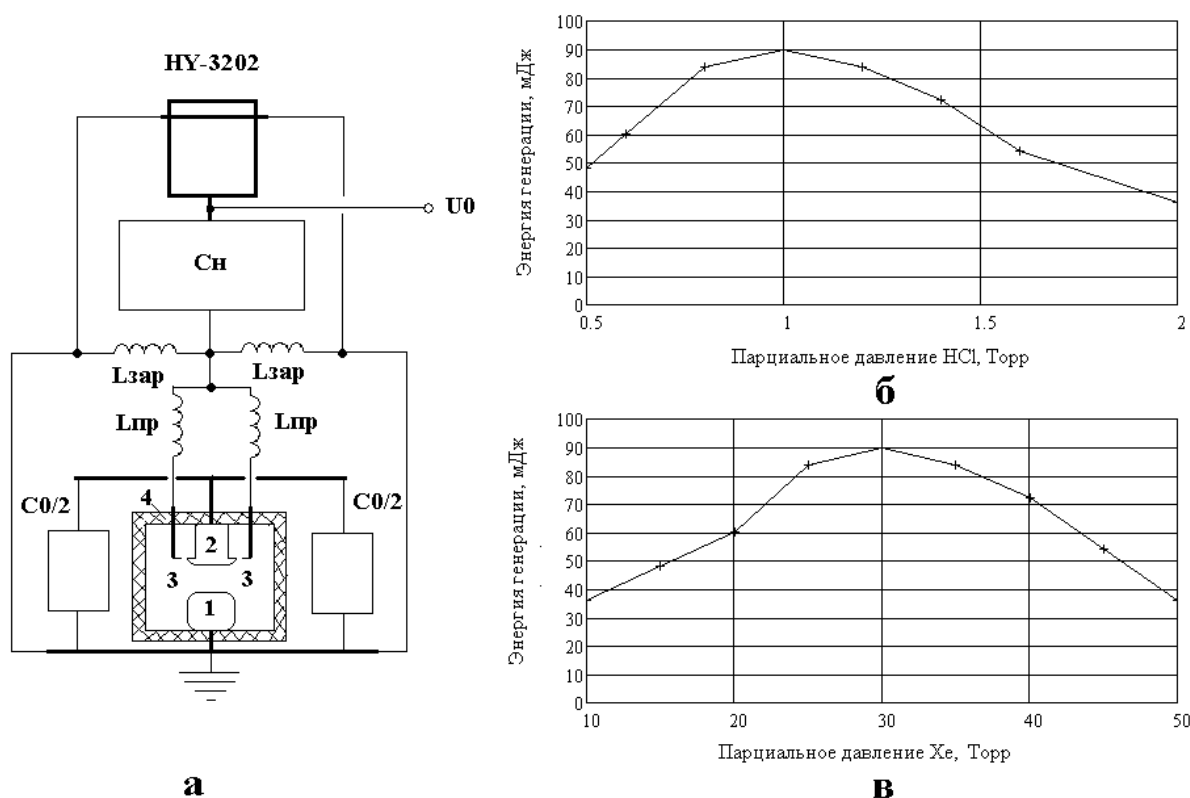 HY-3202
U0
Сн
Lзар
Lзар
Lпр
Lпр
C0/2
C0/2
4
2
3
3
1
а
Энергия генерации, мДж
100
90
80
70
60
50
40
30
20
10
0
0.5
1
1.5
2
Парциальное давление HCl, Торр
б
Энергия генерации, мДж
100
90
80
70
60
50
40
30
20
10
0
10
20
30
40
50
Парциальное давление Xe, Торр
в